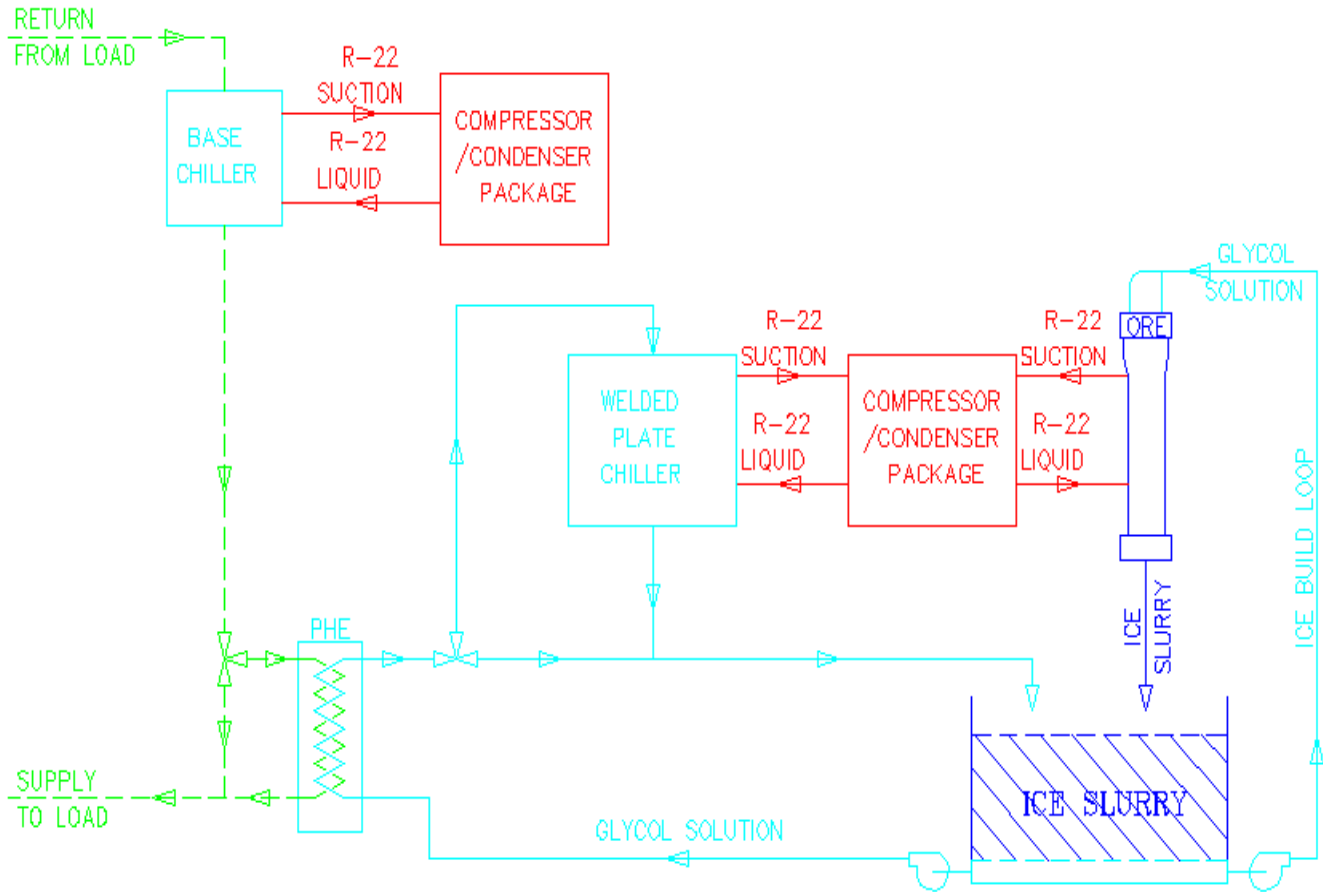 RETURN
FROM LOAD
R-22
SUCTION
R-22
LIQUID
BASE
CHILLER
COMPRESSOR
/CONDENSER
PACKAGE
GLYCOL
SOLUTION
ORE
R-22
SUCTION
R-22
SUCTION
WELDED
PLATE
CHILLER
R-22
LIQUID
COMPRESSOR
/CONDENSER
PACKAGE
R-22
LIQUID
ICE BUILD LOOP
ICE
SLURRY
PHE
SUPPLY
TO LOAD
GLYCOL SOLUTION
ICE SLURRY